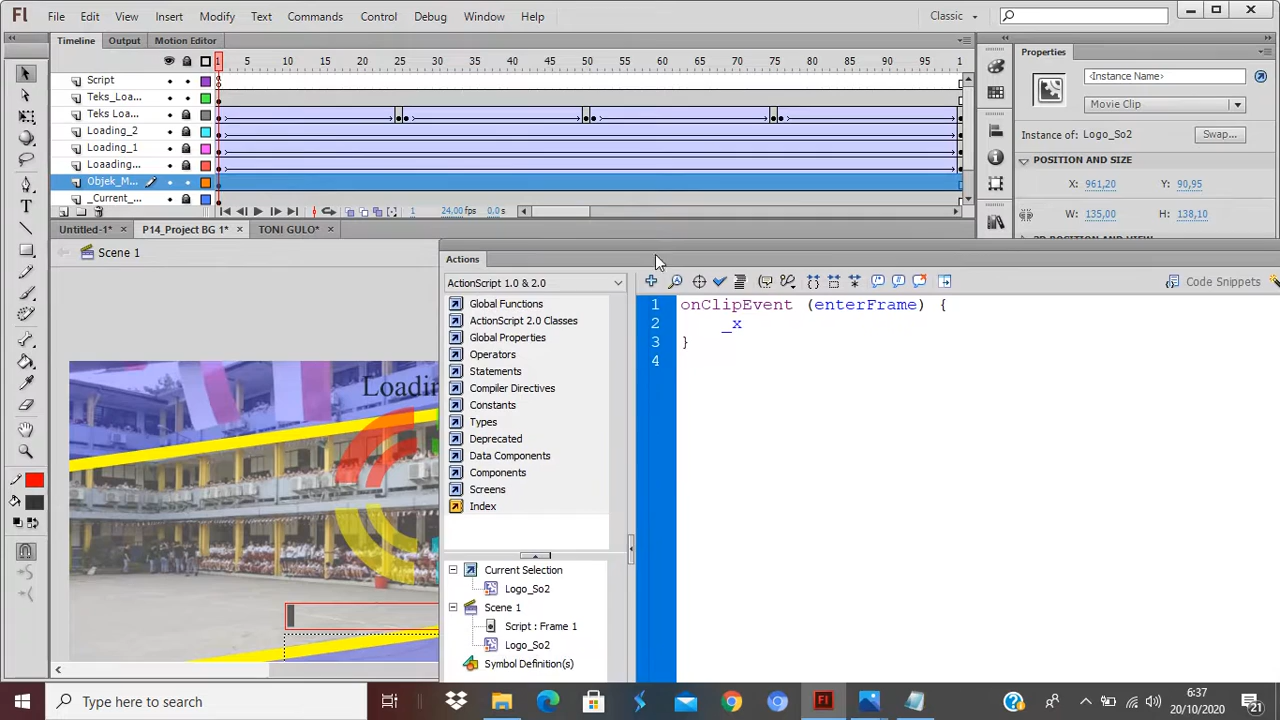 Fl File Edit View Insert Modify Text Commands Control Debug Window Help Classic
Timeline Output Motion Editor
1 5 10 15 20 25 30 35 40 45 50 55 60 65 70 75 80 85 90 95 1
Script
Teks_Loa...
Teks Loa...
Loading_2
Loading_1
Loaading...
Objek_M...
_Current_...
1 24,00 fps 0,0 s
Properties
<Instance Name>
Movie Clip
Instance of: Logo_So2 Swap...
POSITION AND SIZE
X: 961,20 Y: 90,95
W: 135,00 H: 138,10
Untitled-1* × P14_Project BG 1* × TONI GULO* ×
Scene 1
Loadin
Actions
ActionScript 1.0 & 2.0
Code Snippets
Global Functions
ActionScript 2.0 Classes
Global Properties
Operators
Statements
Compiler Directives
Constants
Types
Deprecated
Data Components
Components
Screens
Index
Current Selection
Logo_So2
Scene 1
Script : Frame 1
Logo_So2
Symbol Definition(s)
1 onClipEvent (enterFrame) {
2 _x
3 }
4
Type here to search
Fl
6:37
20/10/2020
21